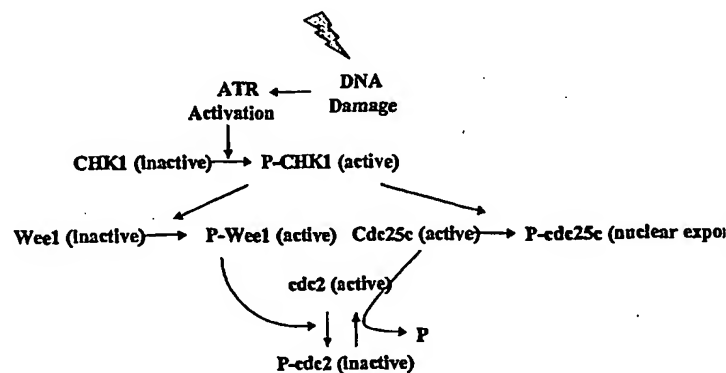 DNA
Damage
ATR
Activation
CHK1 (inactive)
P-CHK1 (active)
Wee1 (inactive)
P-Wee1 (active)
Cdc25c (active)
P-cdc25c (nuclear expo
cdc2 (active)
P
P-cdc2 (inactive)